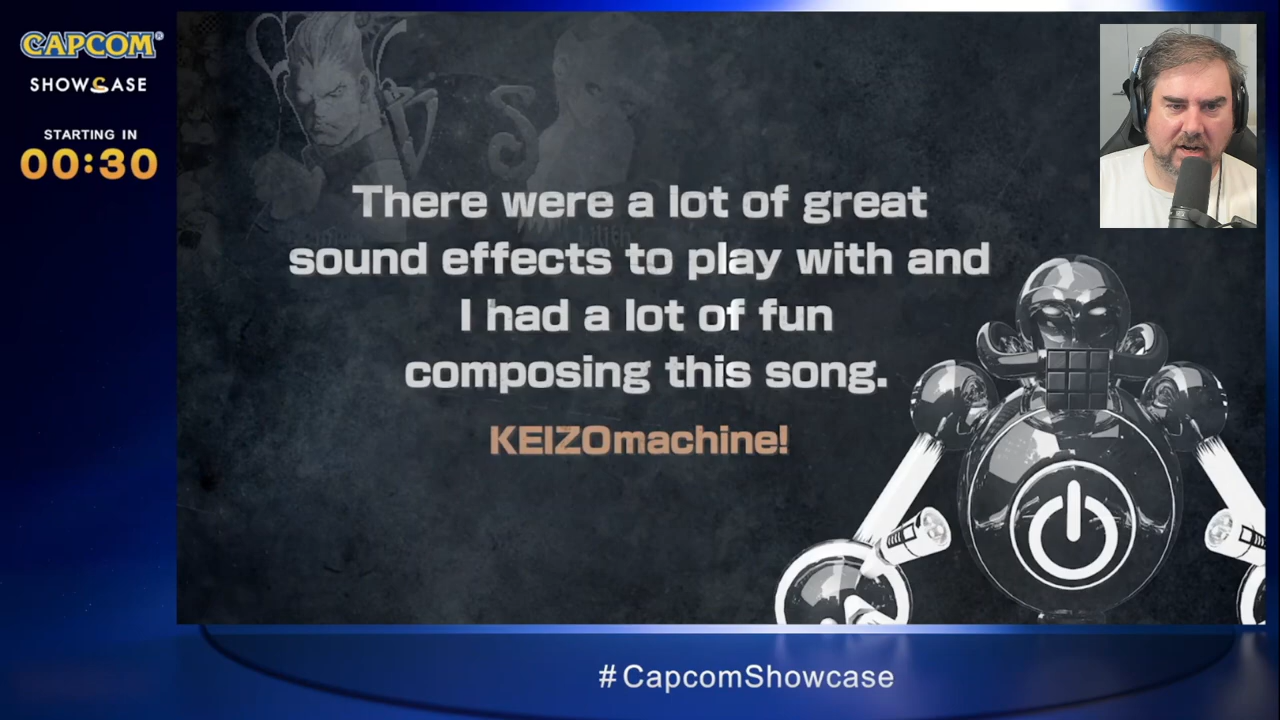 CAPCOM®
SHOWCASE
STARTING IN
00:30
There were a lot of great
sound effects to play with and
I had a lot of fun
composing this song.
KEIZOmachine!
#CapcomShowcase